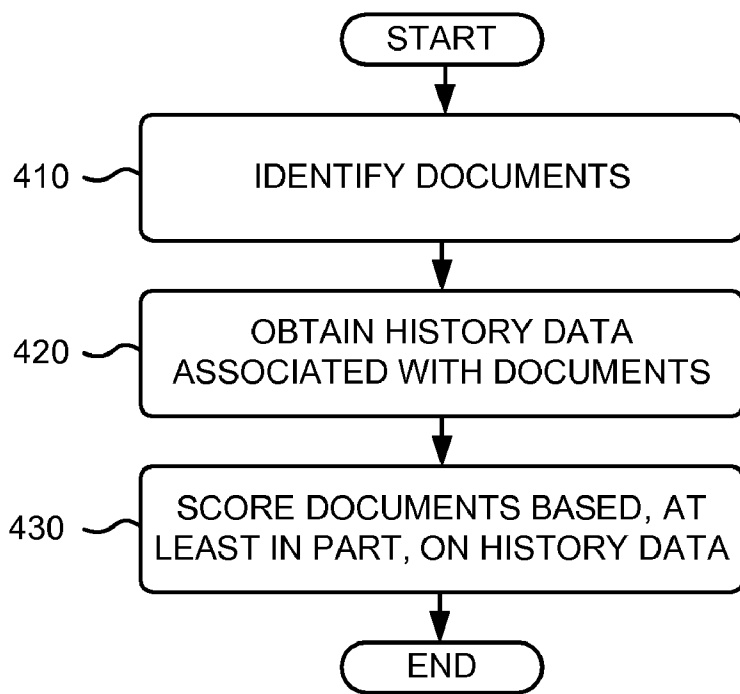 START
410
IDENTIFY DOCUMENTS
420
OBTAIN HISTORY DATA
ASSOCIATED WITH DOCUMENTS
430
SCORE DOCUMENTS BASED, AT
LEAST IN PART, ON HISTORY DATA
END